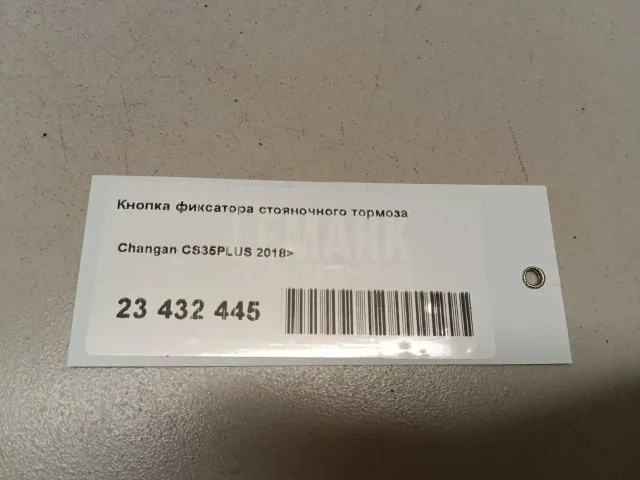 Кнопка фиксатора стояночного тормоза
Changan CS35PLUS 2018>
23 432 445